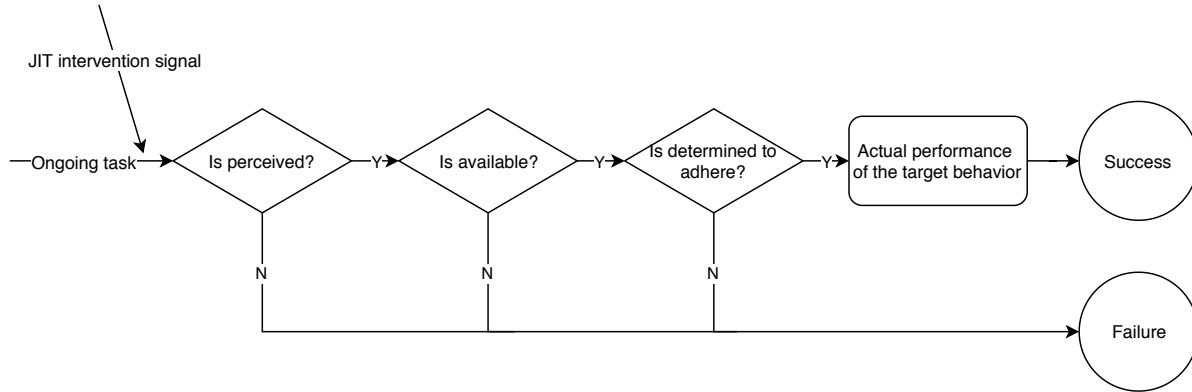 JIT intervention signal
Ongoing task
Is perceived?
Y
Is available?
Y
Is determined to
adhere?
Y
Actual performance
of the target behavior
Success
N
N
N
Failure